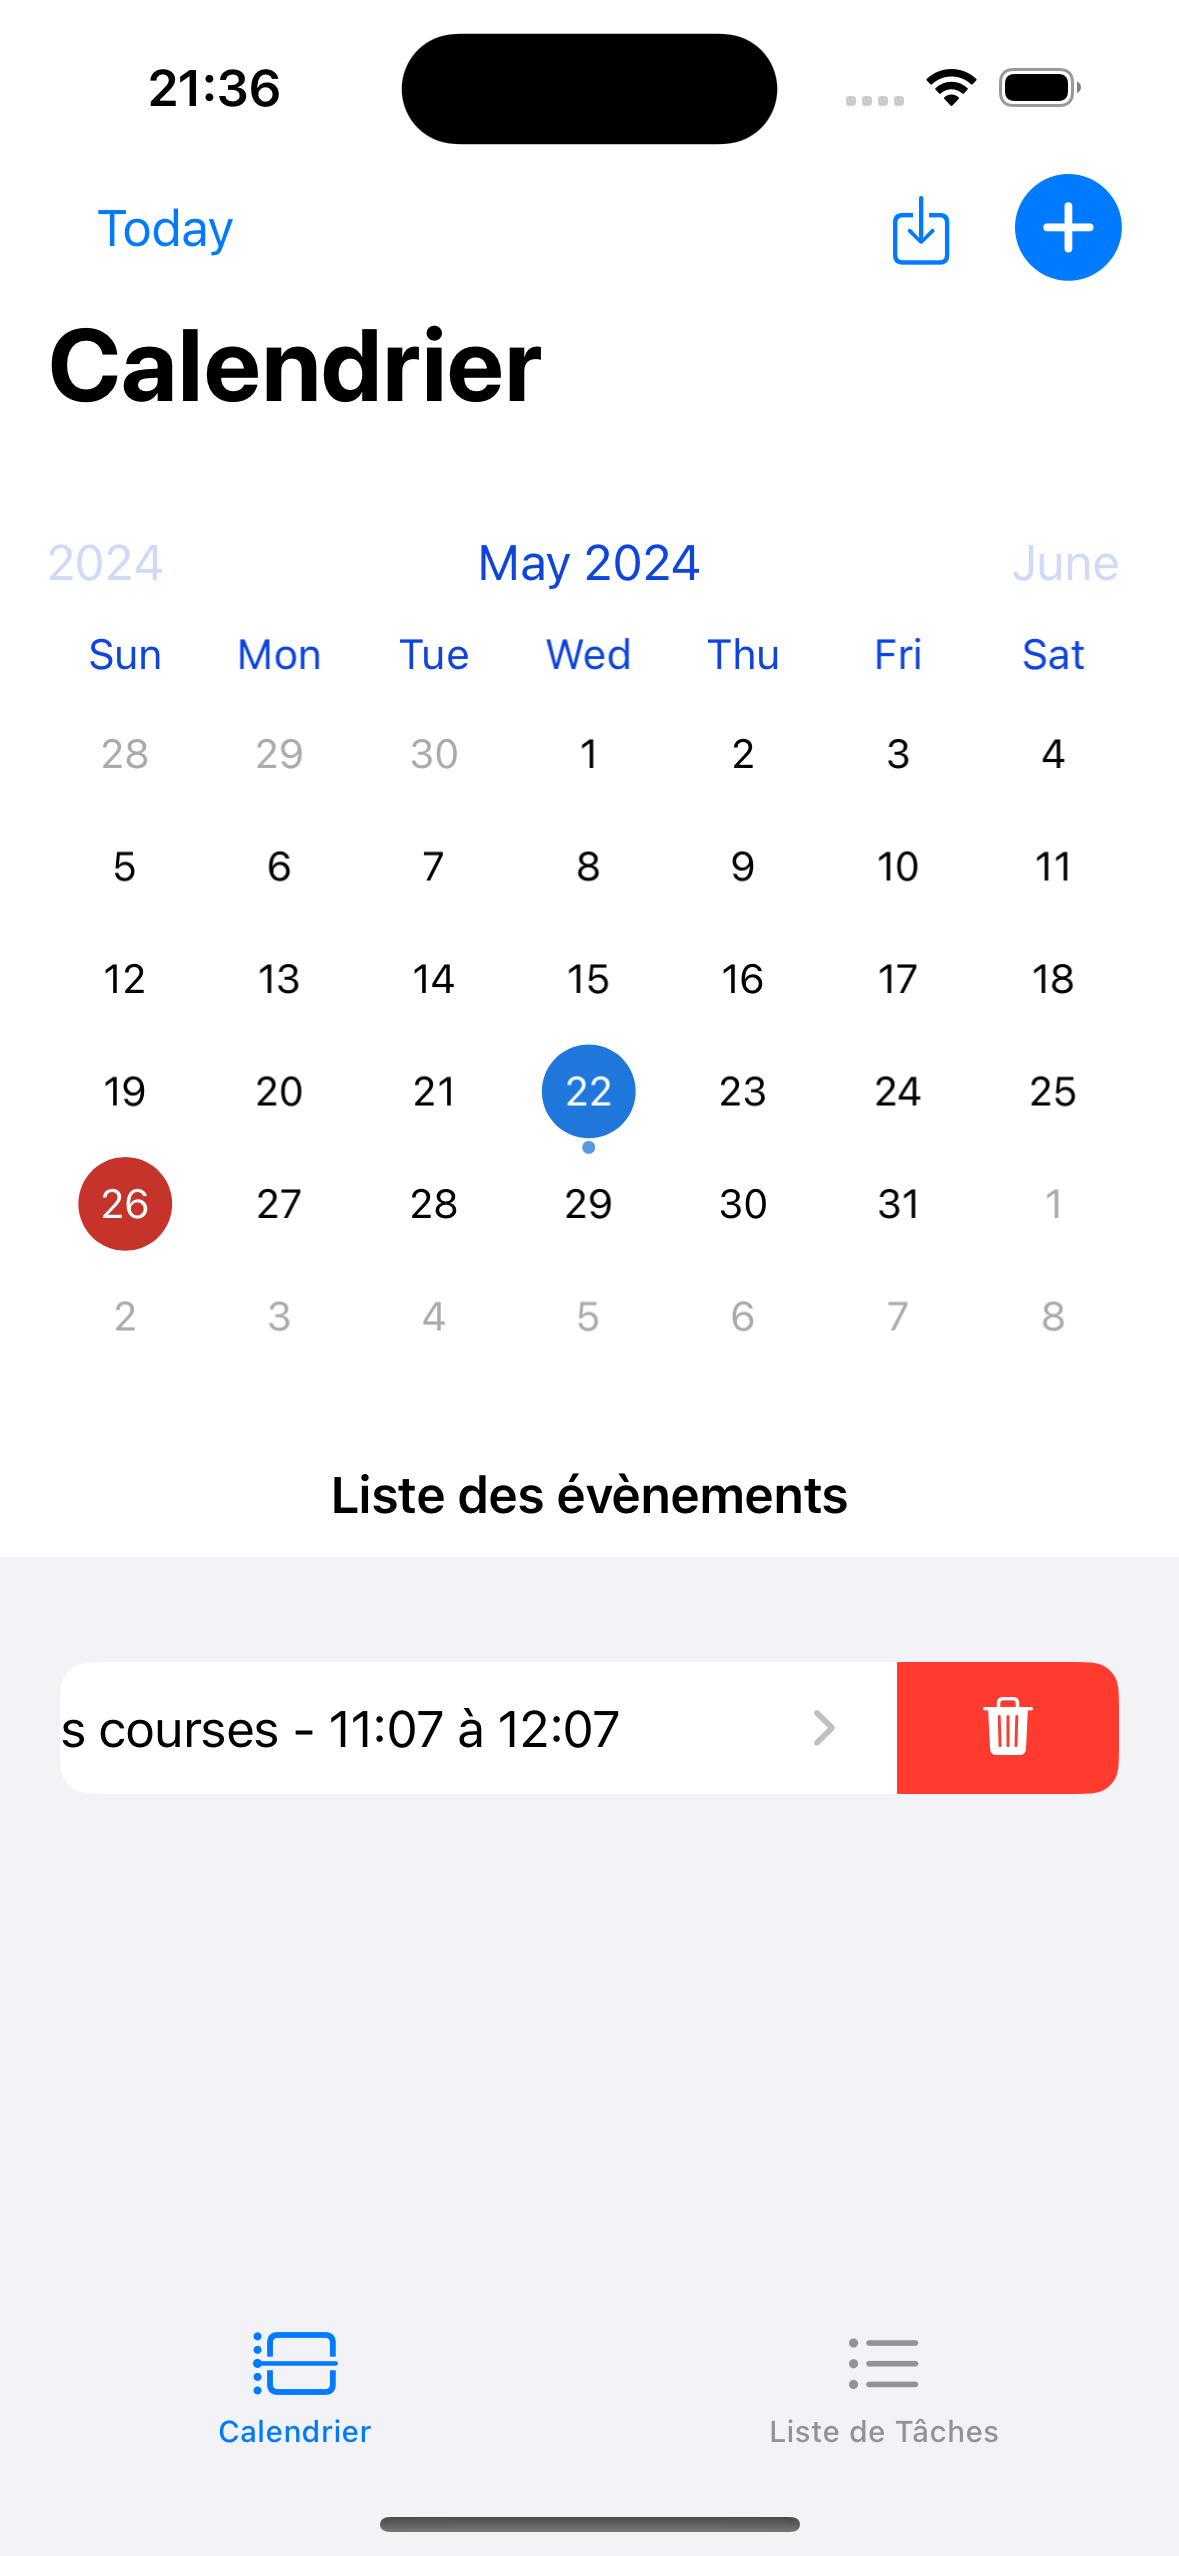 21:36
Today
Calendrier
2024 May 2024 June
Sun Mon Tue Wed Thu Fri Sat
28 29 30 1 2 3 4
5 6 7 8 9 10 11
12 13 14 15 16 17 18
19 20 21 22 23 24 25
26 27 28 29 30 31 1
2 3 4 5 6 7 8
Liste des évènements
s courses - 11:07 à 12:07
Calendrier Liste de Tâches